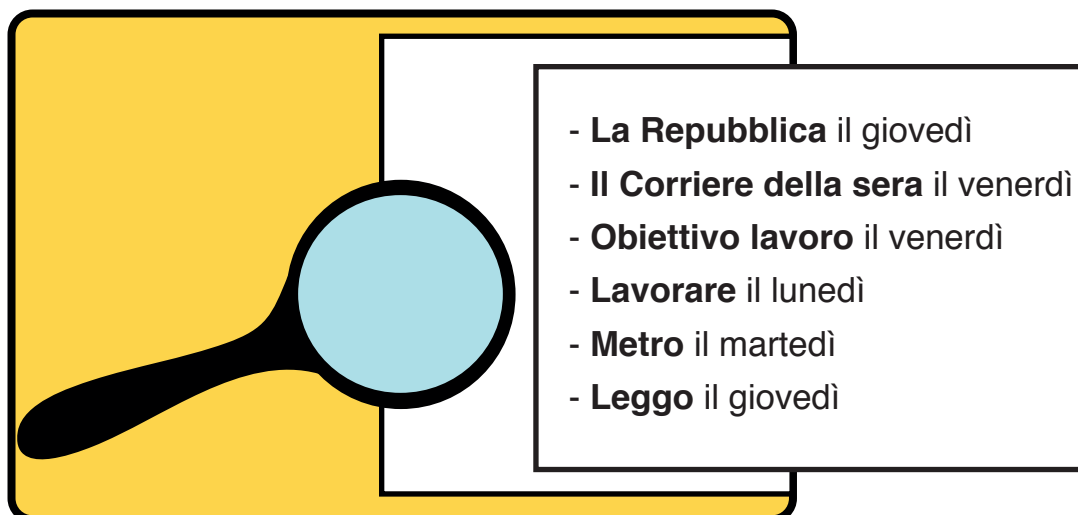 - La Repubblica il giovedì
- Il Corriere della sera il venerdì
- Obiettivo lavoro il venerdì
- Lavorare il lunedì
- Metro il martedì
- Leggo il giovedì